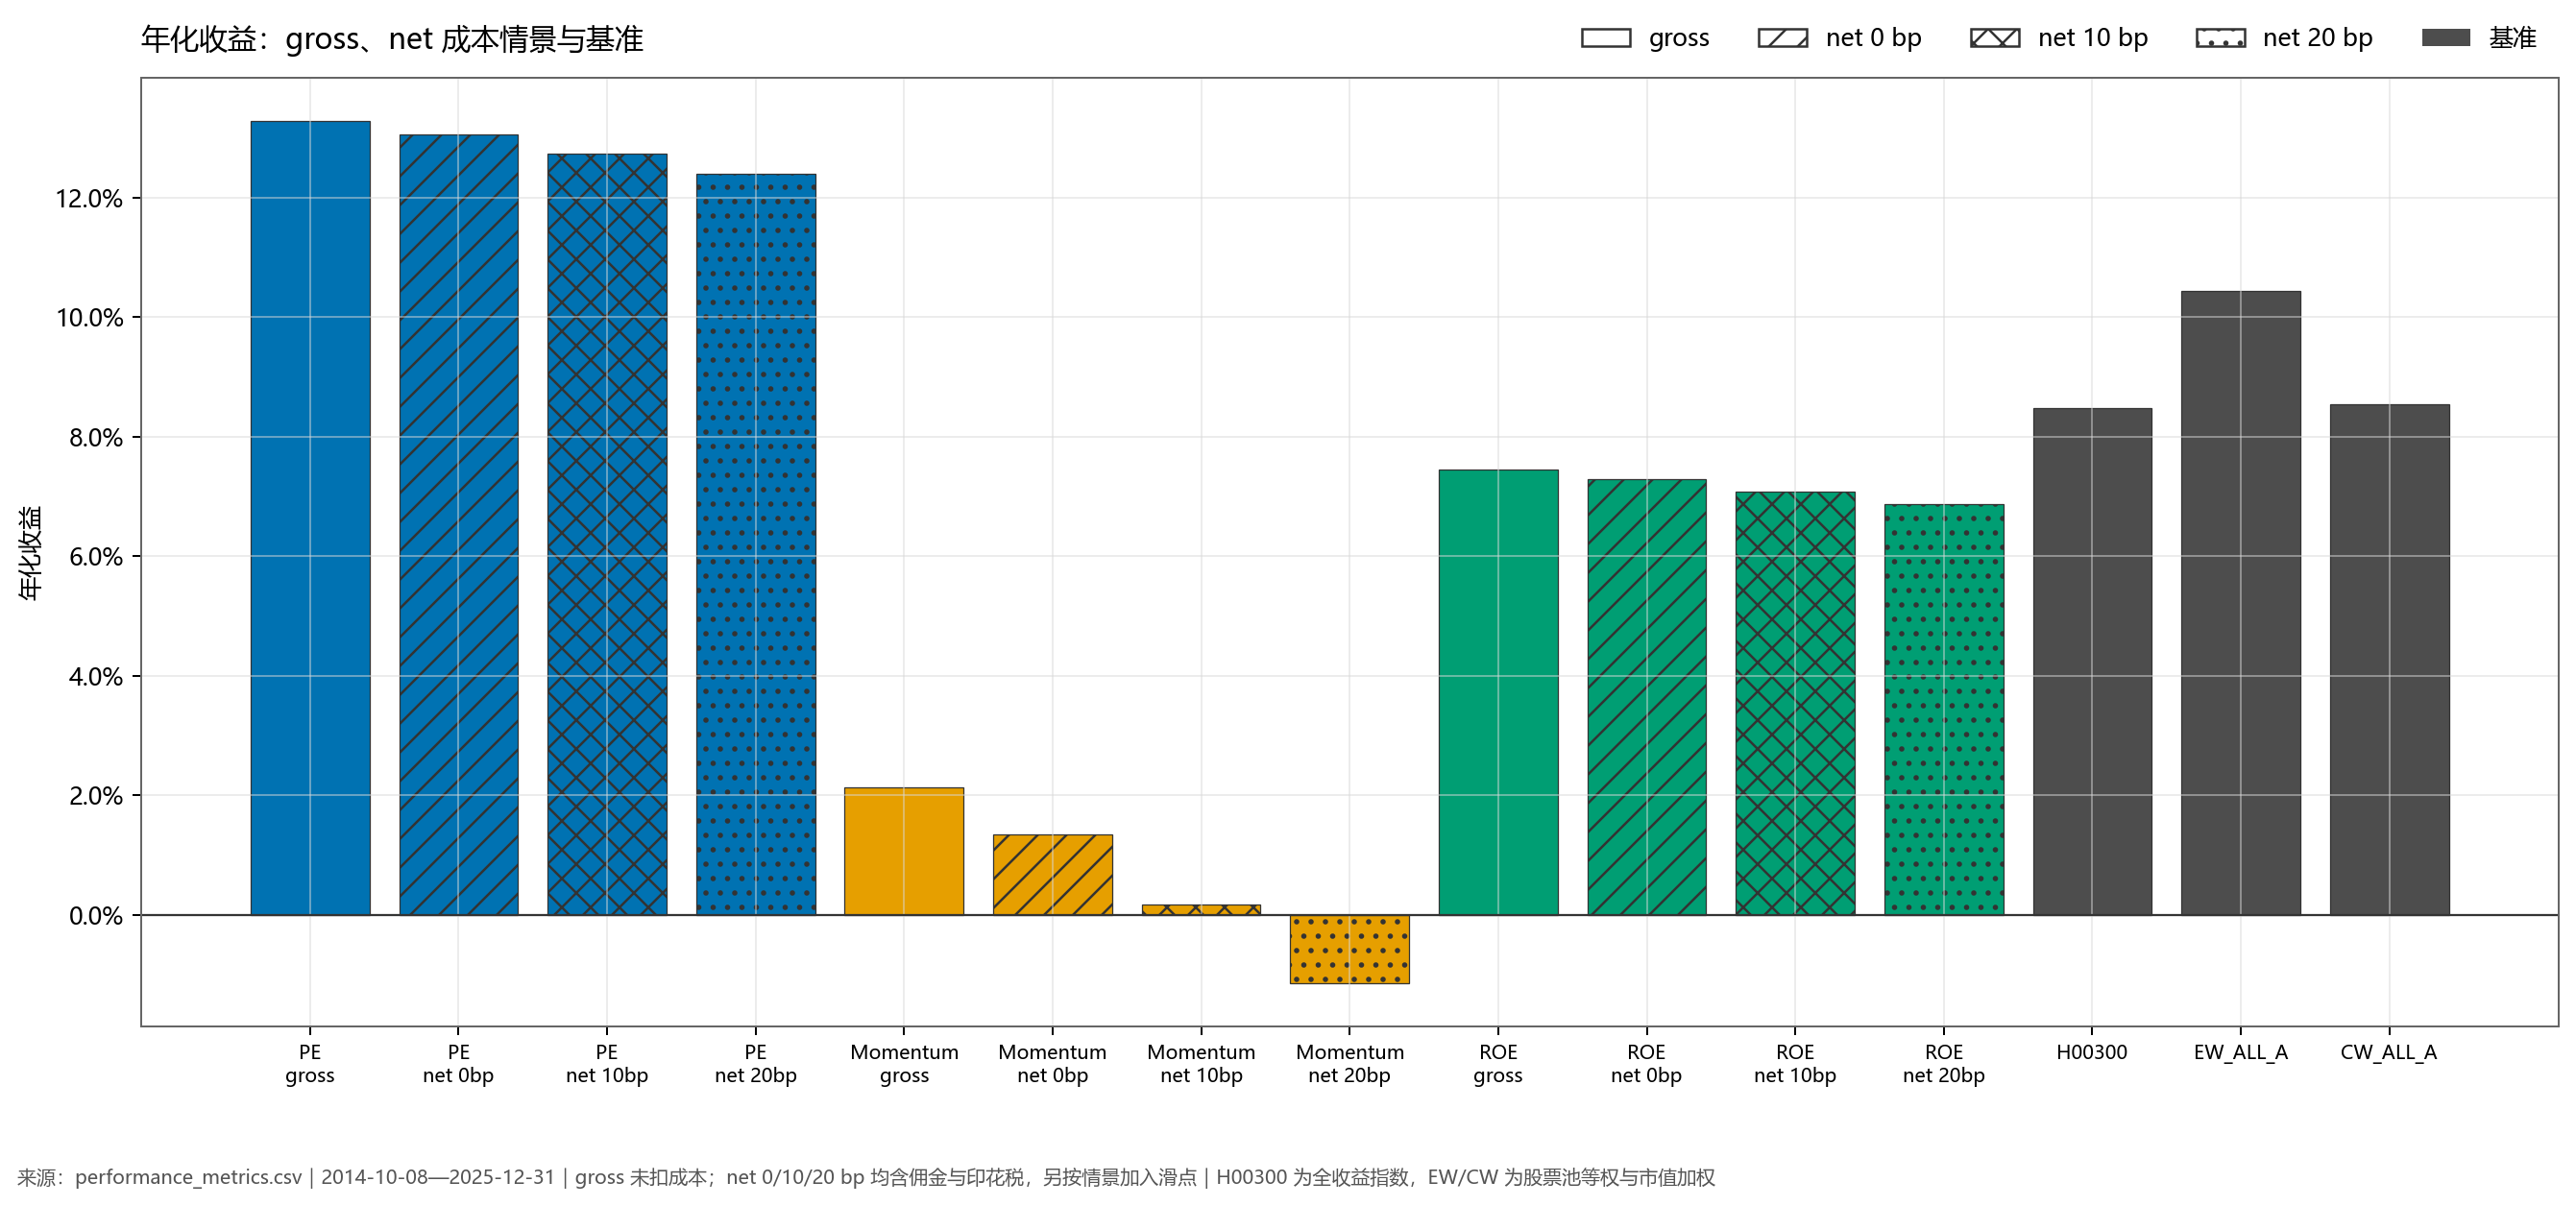 年化收益：gross、net 成本情景与基准
gross
net 0 bp
net 10 bp
net 20 bp
基准
年化收益
12.0%
10.0%
8.0%
6.0%
4.0%
2.0%
0.0%
PE
gross
PE
net 0bp
PE
net 10bp
PE
net 20bp
Momentum
gross
Momentum
net 0bp
Momentum
net 10bp
Momentum
net 20bp
ROE
gross
ROE
net 0bp
ROE
net 10bp
ROE
net 20bp
H00300
EW_ALL_A
CW_ALL_A
来源：performance_metrics.csv | 2014-10-08—2025-12-31 | gross 未扣成本；net 0/10/20 bp 均含佣金与印花税，另按情景加入滑点 | H00300 为全收益指数，EW/CW 为股票池等权与市值加权